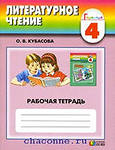 ЛИТЕРАТУРНОЕ
ЧТЕНИЕ
4
О. В. КУБАСОВА
РАБОЧАЯ ТЕТРАДЬ
chaconne.ru